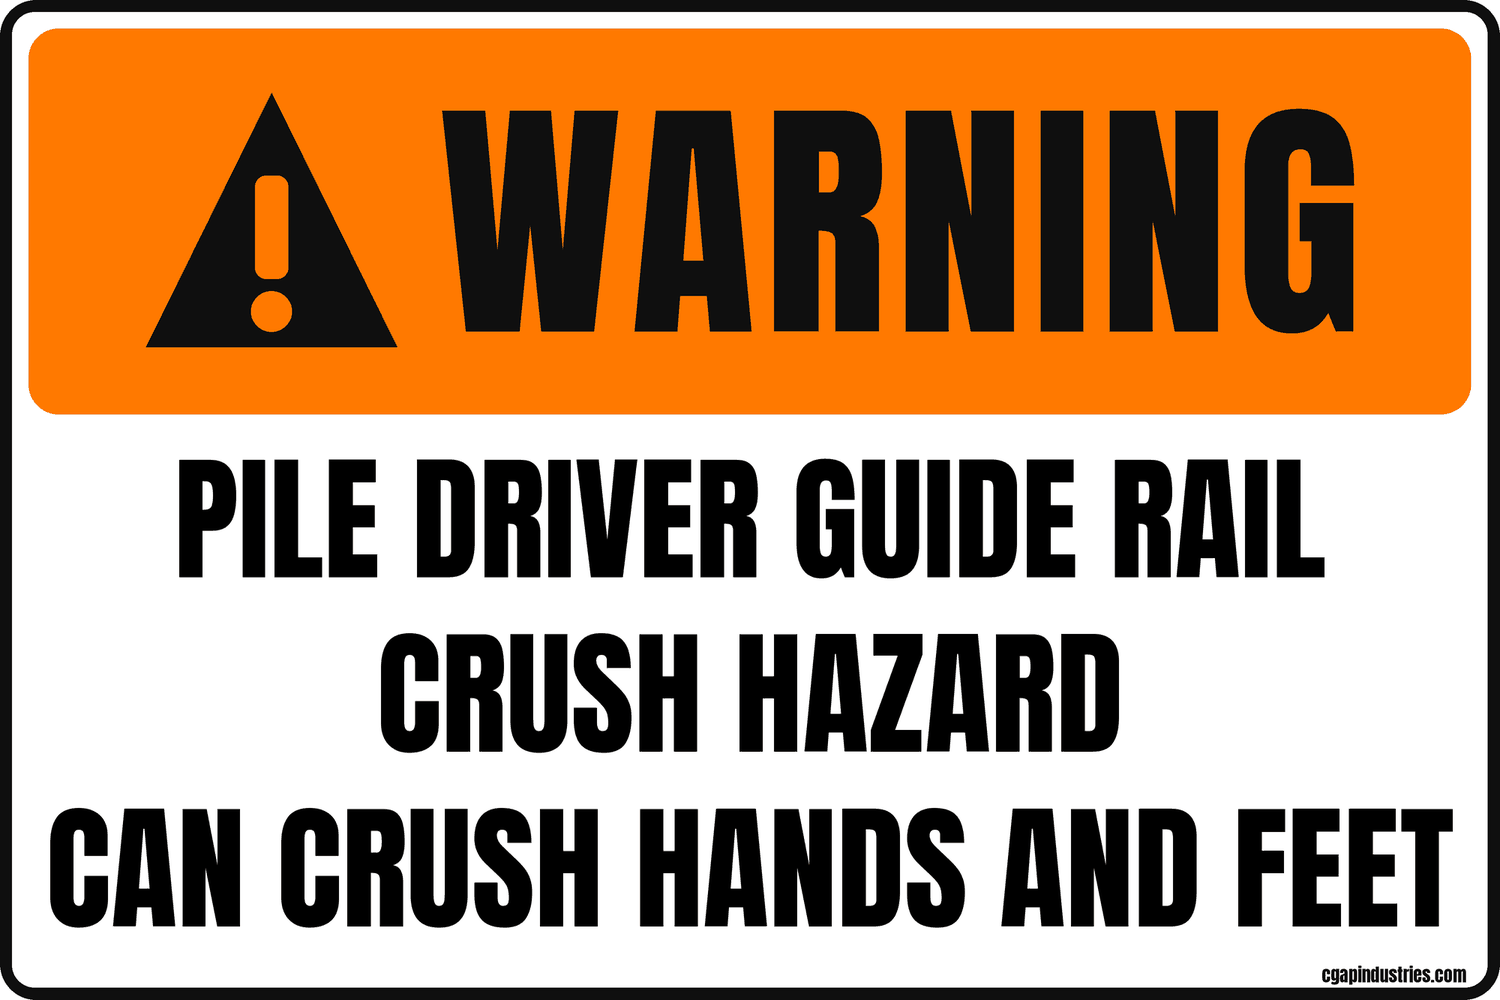 WARNING
PILE DRIVER GUIDE RAIL
CRUSH HAZARD
CAN CRUSH HANDS AND FEET
cgapindustries.com